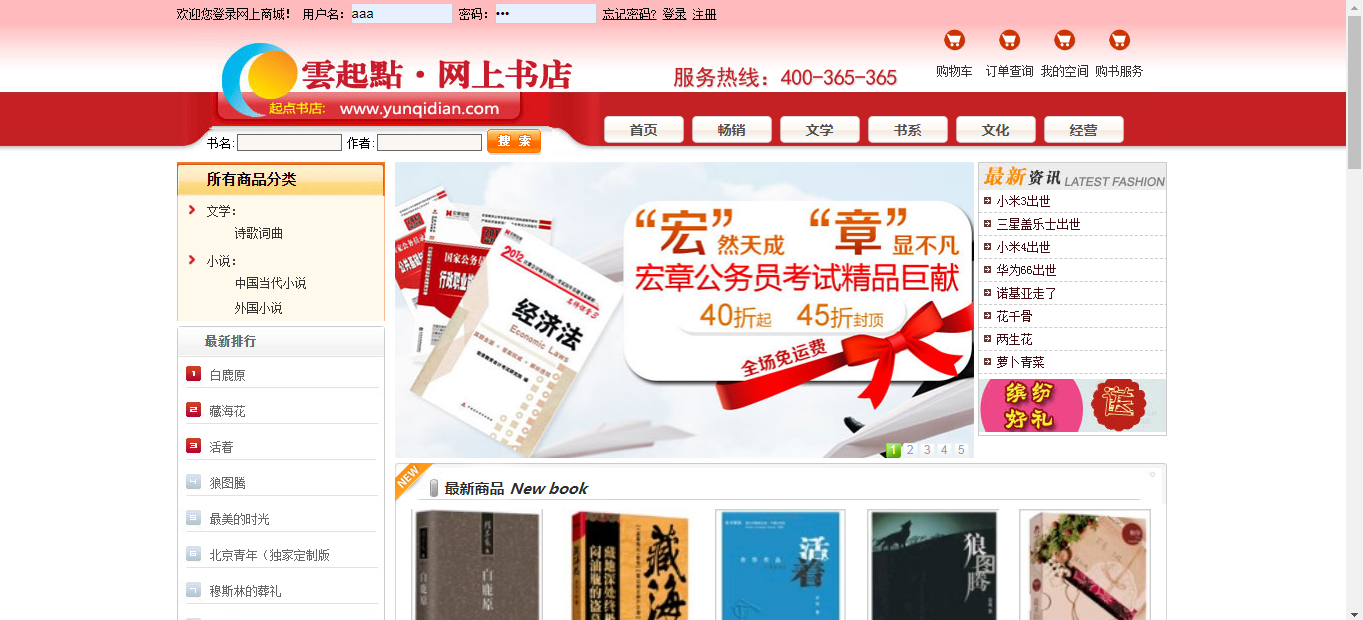 欢迎您登录网上商城! 用户名: aaa 密码: ••• 忘记密码? 登录 注册
购物车 订单查询 我的空间 购书服务
雲起點·网上书店
服务热线：400-365-365
起点书店: www.yunqidian.com
书名: 作者: 搜 索
首页 畅销 文学 书系 文化 经营
所有商品分类
文学:
诗歌词曲
小说:
中国当代小说
外国小说
最新排行
1 白鹿原
2 藏海花
3 活着
4 狼图腾
5 最美的时光
6 北京青年（独家定制版
7 穆斯林的葬礼
“宏”然天成 “章”显不凡
宏章公务员考试精品巨献
40折起 45折封顶
全场免运费
2012
经济法
Economic Laws
1 2 3 4 5
最新资讯 LATEST FASHION
小米3出世
三星盖乐士出世
小米4出世
华为66出世
诺基亚走了
花千骨
两生花
萝卜青菜
缤纷
好礼
送
NEW
最新商品 New book
白鹿原
藏海
活着
狼图腾